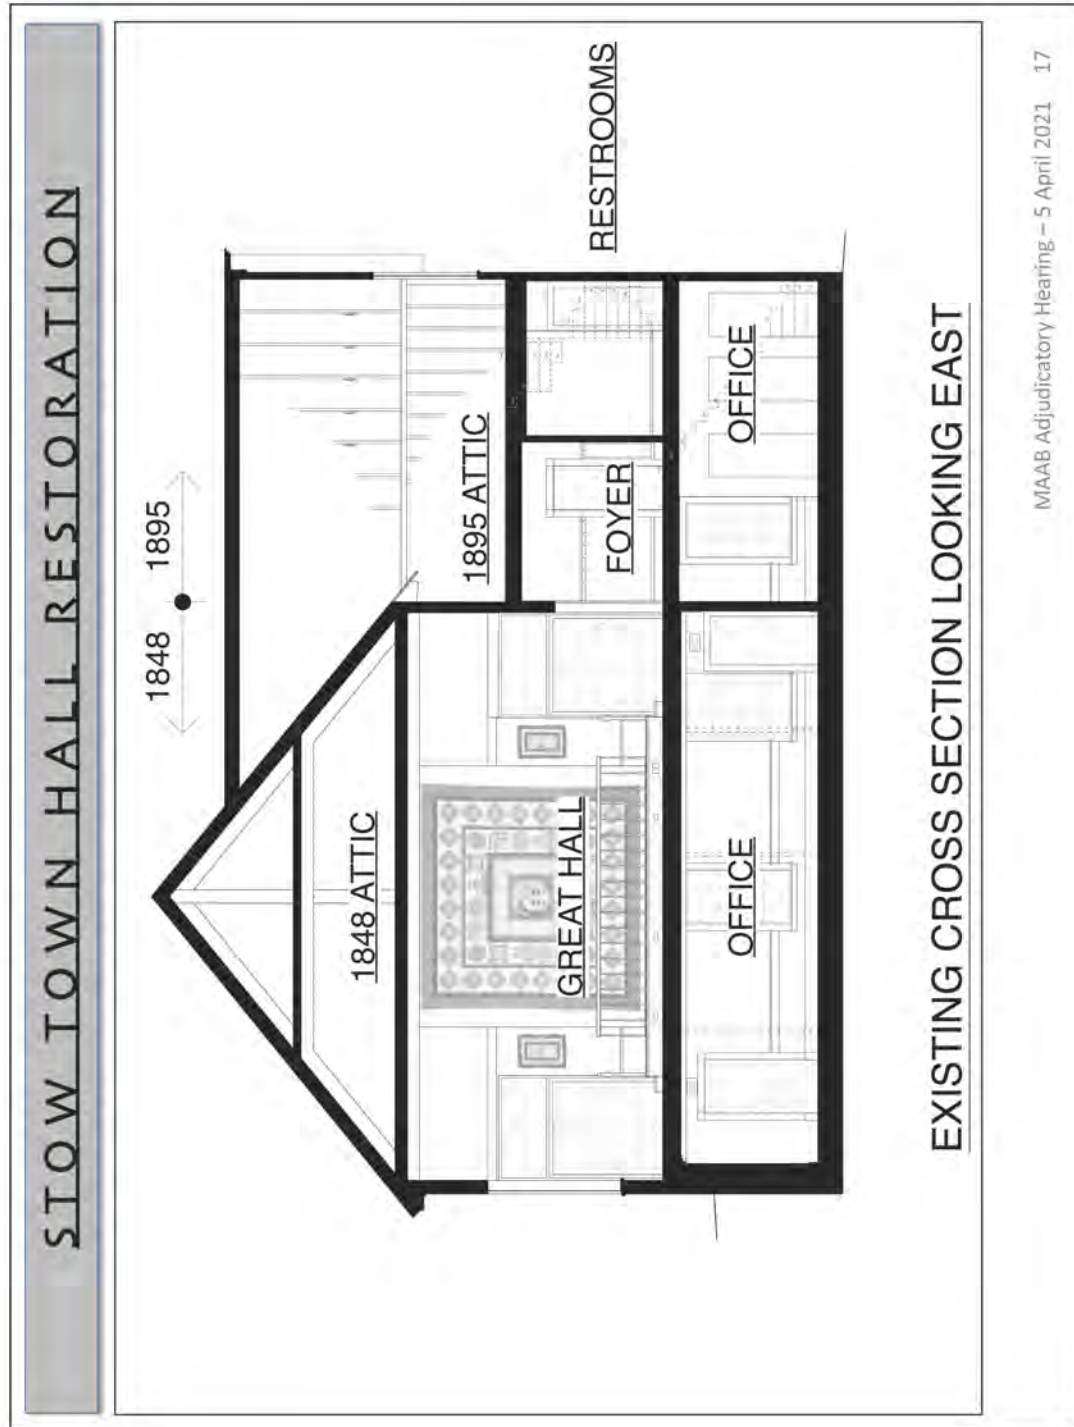 STOW TOWN HALL RESTORATION
1848 1895
1848 ATTIC
1895 ATTIC
GREAT HALL
FOYER
RESTROOMS
OFFICE
OFFICE
EXISTING CROSS SECTION LOOKING EAST
MAAB Adjudicatory Hearing – 5 April 2021 17